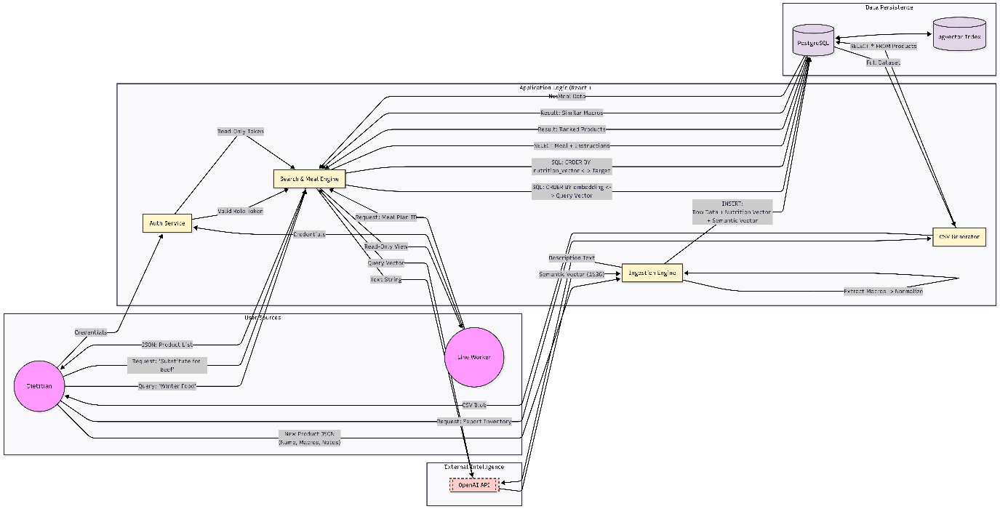 Data Persistence
PostgreSQL
pgvector Index
SELECT * FROM Products
Full Dataset
Application Logic (React +
Meal Data
Result: Similar Macros
Result: Ranked Products
SELECT Meal + Instructions
SQL: ORDER BY
nutrition_vector <-> Target
SQL: ORDER BY embedding <-
> Query Vector
Read-Only Token
Search & Meal Engine
Valid Role Token
Auth Service
INSERT:
Row Data + Nutrition Vector
+ Semantic Vector
Request: Meal Plan ID
Credentials
Read-Only View
Query Vector
Text String
CSV Generator
Description Text
Semantic Vector (1536)
Ingestion Engine
Extract Macros -> Normalize
User Sources
Credentials
JSON: Product List
Request: 'Substitute for
Beef'
Query: 'Winter Food'
Dietitian
Line Worker
CSV Blob
Request: Export Inventory
New Product JSON
(Name, Macros, Notes)
External Intelligence
OpenAI API